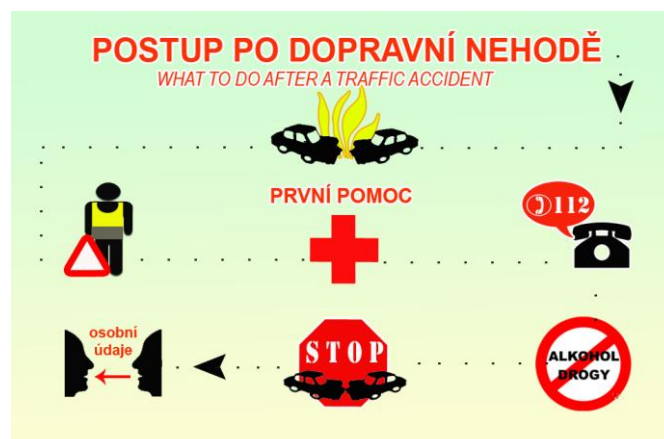 POSTUP PO DOPRAVNÍ NEHODĚ
WHAT TO DO AFTER A TRAFFIC ACCIDENT
PRVNÍ POMOC
112
osobní
údaje
STOP
ALKOHOL
DROGY